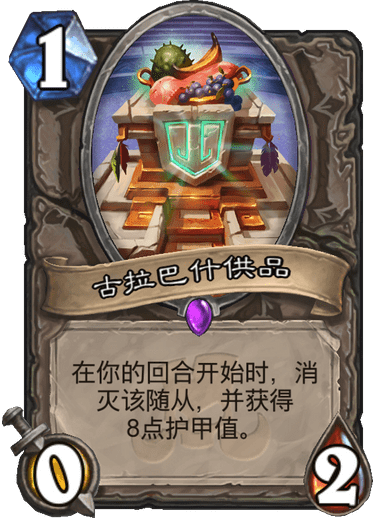 1
古拉巴什供品
在你的回合开始时，消
灭该随从，并获得
8点护甲值。
0
2